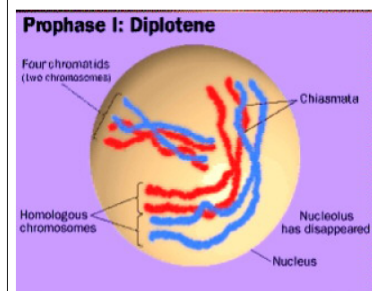 Prophase I: Diplotene
Four chromatids
(two chromosomes)
Chiasmata
Homologous
chromosomes
Nucleolus
has disappeared
Nucleus